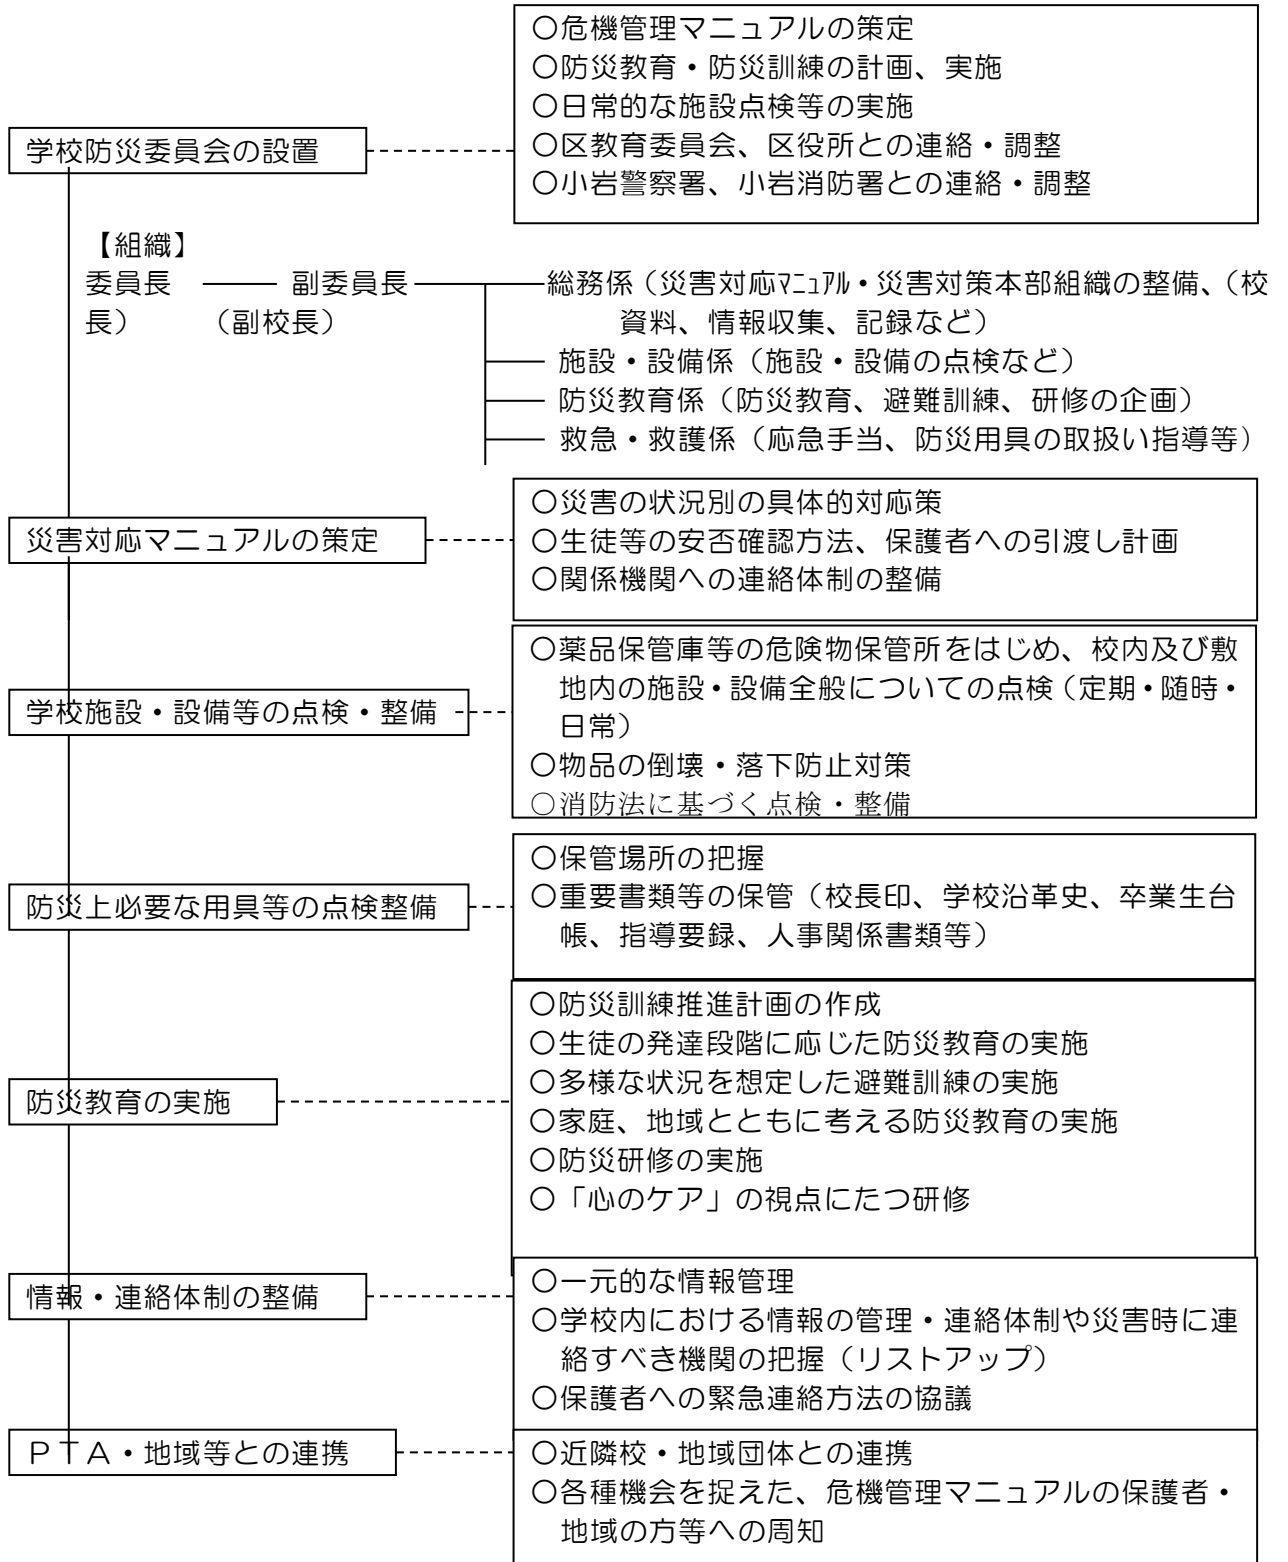 ○危機管理マニュアルの策定
○防災教育・防災訓練の計画、実施
○日常的な施設点検等の実施
○区教育委員会、区役所との連絡・調整
○小岩警察署、小岩消防署との連絡・調整
学校防災委員会の設置
【組織】
委員長 副委員長 総務係（災害対応ﾏﾆｭｱﾙ・災害対策本部組織の整備、（校
長） （副校長） 資料、情報収集、記録など）
施設・設備係（施設・設備の点検など）
防災教育係（防災教育、避難訓練、研修の企画）
救急・救護係（応急手当、防災用具の取扱い指導等）
災害対応マニュアルの策定
○災害の状況別の具体的対応策
○生徒等の安否確認方法、保護者への引渡し計画
○関係機関への連絡体制の整備
学校施設・設備等の点検・整備
○薬品保管庫等の危険物保管所をはじめ、校内及び敷
地内の施設・設備全般についての点検（定期・随時・
日常）
○物品の倒壊・落下防止対策
○消防法に基づく点検・整備
防災上必要な用具等の点検整備
○保管場所の把握
○重要書類等の保管（校長印、学校沿革史、卒業生台
帳、指導要録、人事関係書類等）
防災教育の実施
○防災訓練推進計画の作成
○生徒の発達段階に応じた防災教育の実施
○多様な状況を想定した避難訓練の実施
○家庭、地域とともに考える防災教育の実施
○防災研修の実施
○「心のケア」の視点にたつ研修
情報・連絡体制の整備
○一元的な情報管理
○学校内における情報の管理・連絡体制や災害時に連
絡すべき機関の把握（リストアップ）
○保護者への緊急連絡方法の協議
ＰＴＡ・地域等との連携
○近隣校・地域団体との連携
○各種機会を捉えた、危機管理マニュアルの保護者・
地域の方等への周知